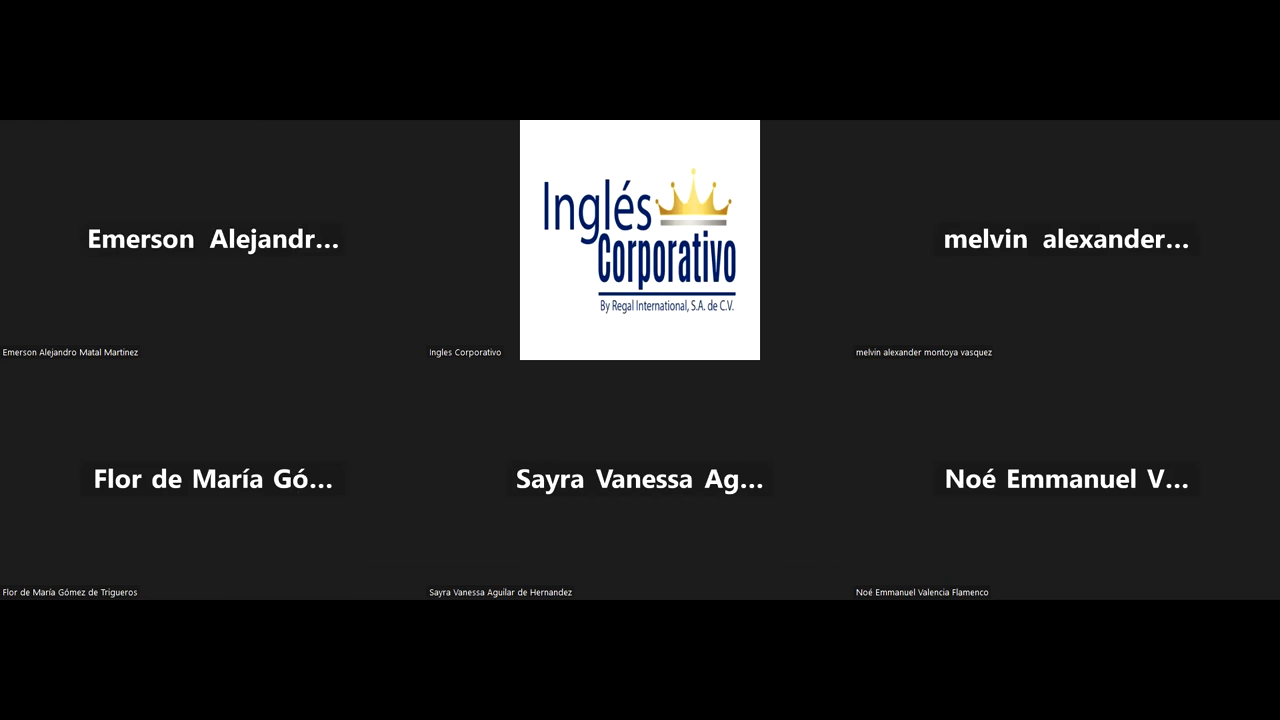 Emerson Alejandr...
Inglés
Corporativo
By Regal International, S.A. de C.V.
melvin alexander...
Emerson Alejandro Matal Martinez
Ingles Corporativo
melvin alexander montoya vasquez
Flor de María Gó...
Sayra Vanessa Ag...
Noé Emmanuel V...
Flor de María Gómez de Trigueros
Sayra Vanessa Aguilar de Hernandez
Noé Emmanuel Valencia Flamenco